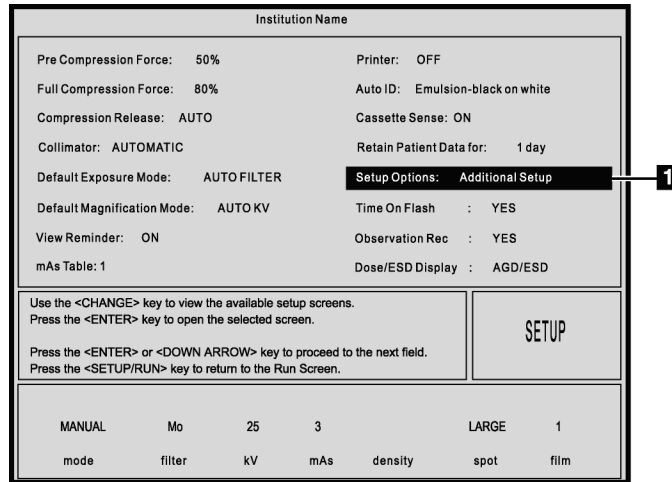 Institution Name
Pre Compression Force: 50%
Full Compression Force: 80%
Compression Release: AUTO
Collimator: AUTOMATIC
Default Exposure Mode: AUTO FILTER
Default Magnification Mode: AUTO KV
View Reminder: ON
mAs Table: 1
Printer: OFF
Auto ID: Emulsion-black on white
Cassette Sense: ON
Retain Patient Data for: 1 day
Setup Options: Additional Setup
1
Time On Flash : YES
Observation Rec : YES
Dose/ESD Display : AGD/ESD
Use the <CHANGE> key to view the available setup screens.
Press the <ENTER> key to open the selected screen.
Press the <ENTER> or <DOWN ARROW> key to proceed to the next field.
Press the <SETUP/RUN> key to return to the Run Screen.
SETUP
MANUAL Mo 25 3 LARGE 1
mode filter kV mAs density spot film